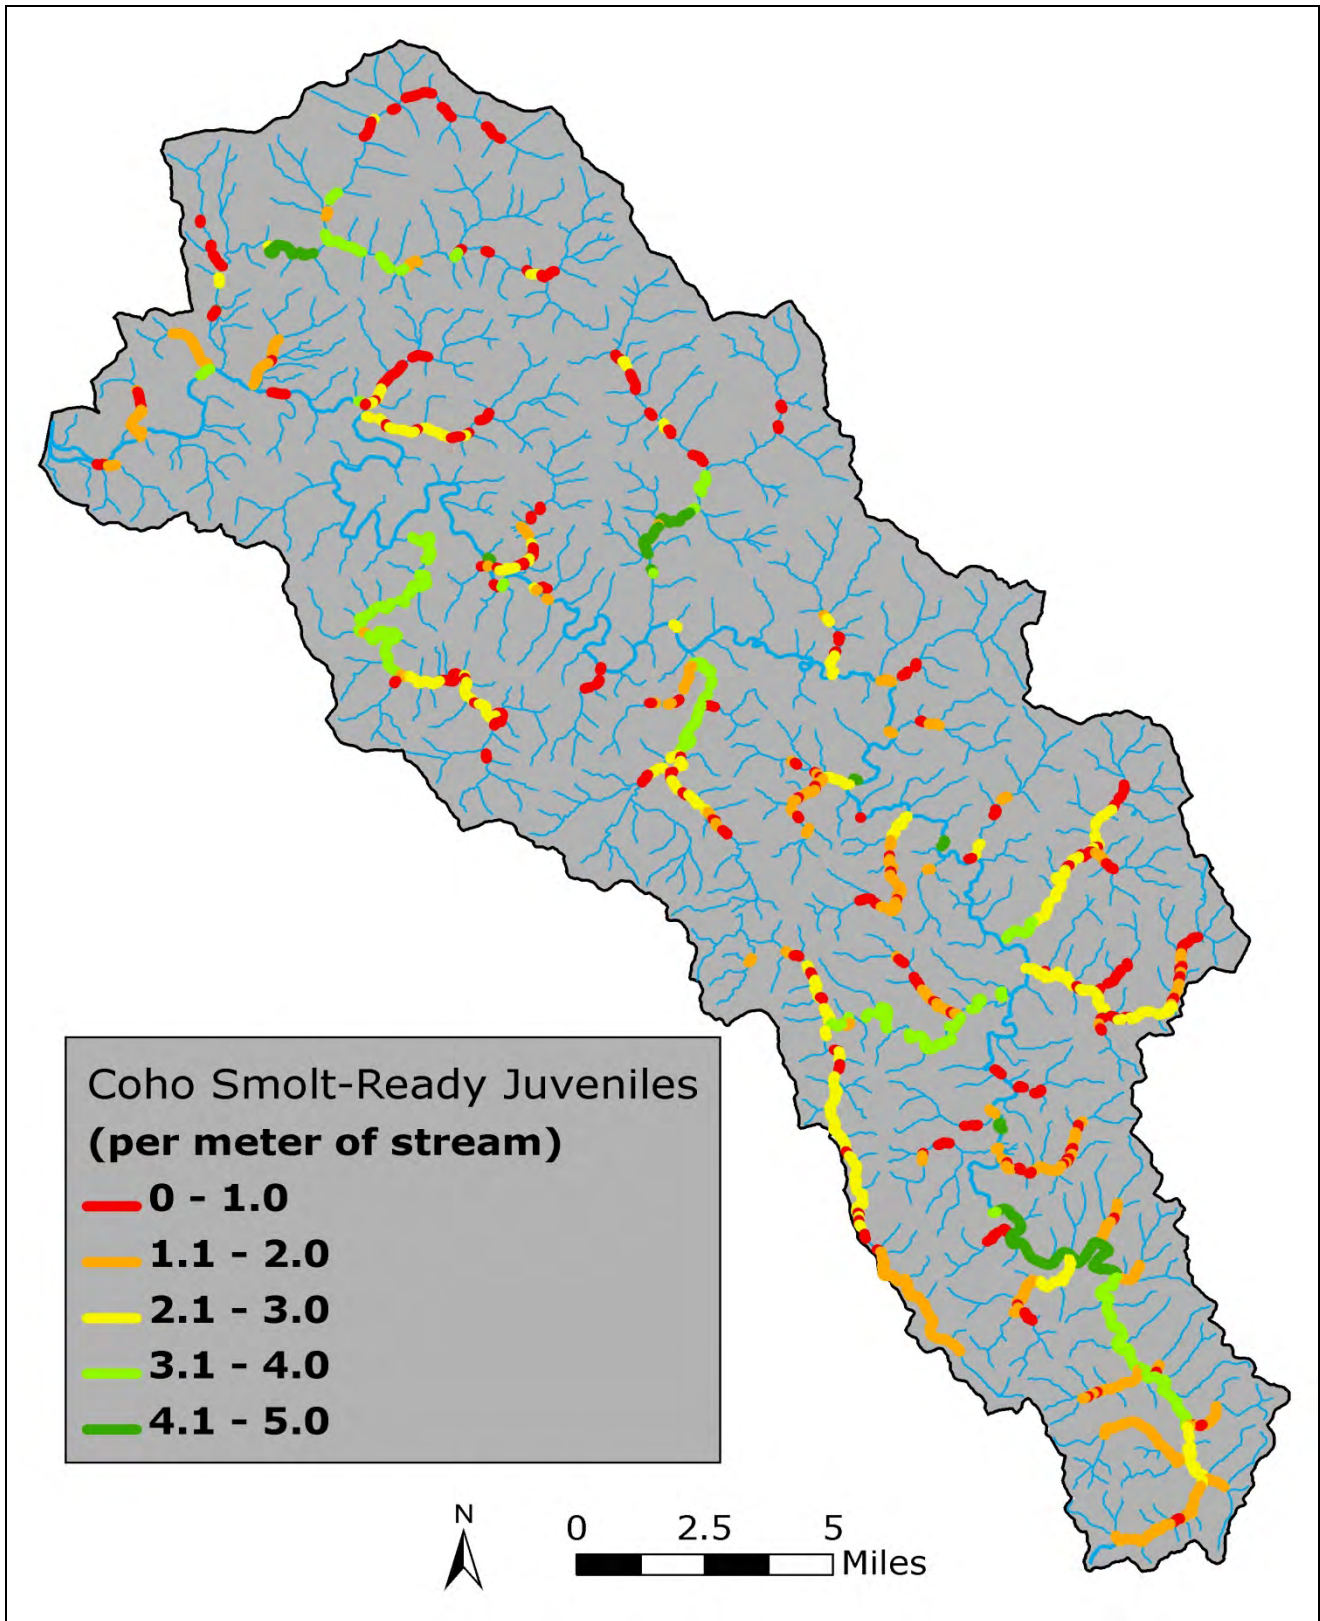 Coho Smolt-Ready Juveniles
(per meter of stream)
0 - 1.0
1.1 - 2.0
2.1 - 3.0
3.1 - 4.0
4.1 - 5.0
N
0 2.5 5
Miles